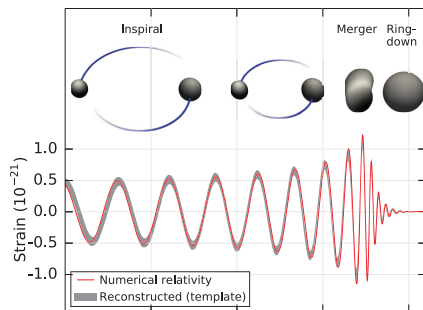 Inspiral
Merger Ring-
down
1.0
0.5
0.0
-0.5
-1.0
Strain (10⁻²¹)
Numerical relativity
Reconstructed (template)